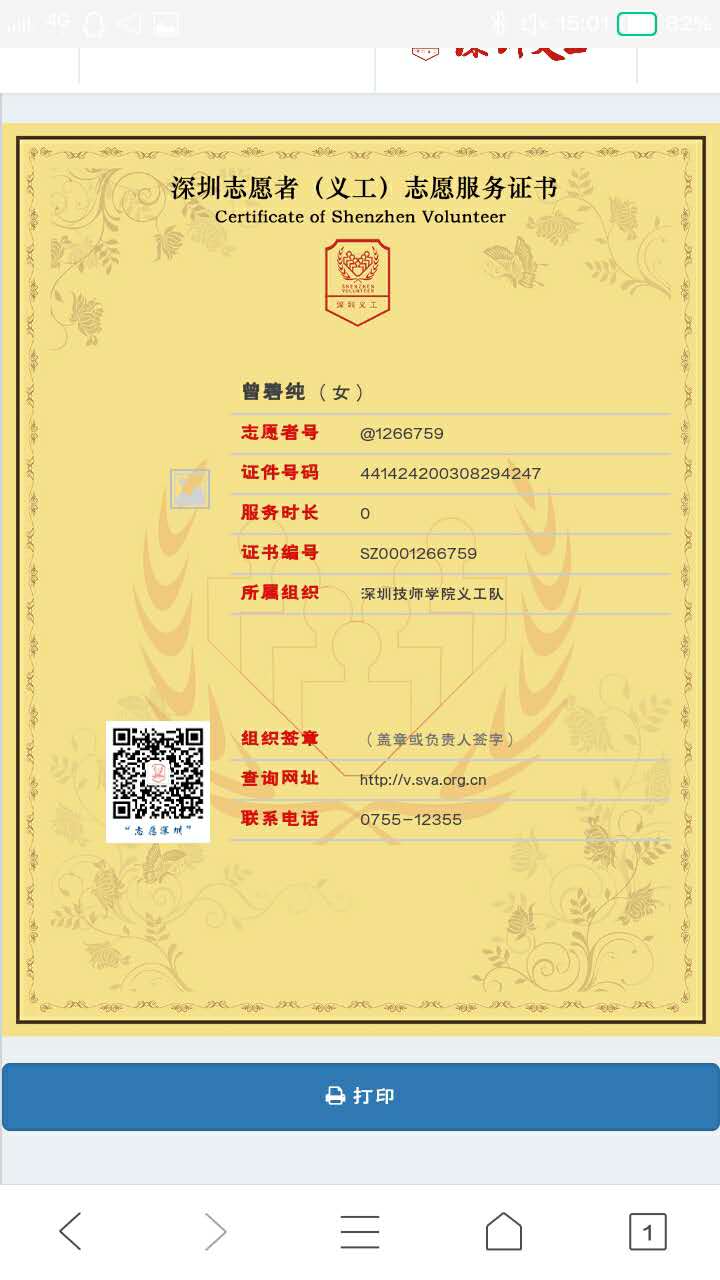 4G 15:01 82%
深圳志愿者（义工）志愿服务证书
Certificate of Shenzhen Volunteer
SHENZHEN
VOLUNTEER
深圳义工
曾碧纯（女）
志愿者号 @1266759
证件号码 441424200308294247
服务时长 0
证书编号 SZ0001266759
所属组织 深圳技师学院义工队
组织签章 （盖章或负责人签字）
查询网址 http://v.sva.org.cn
联系电话 0755-12355
“志愿深圳”
打印
1